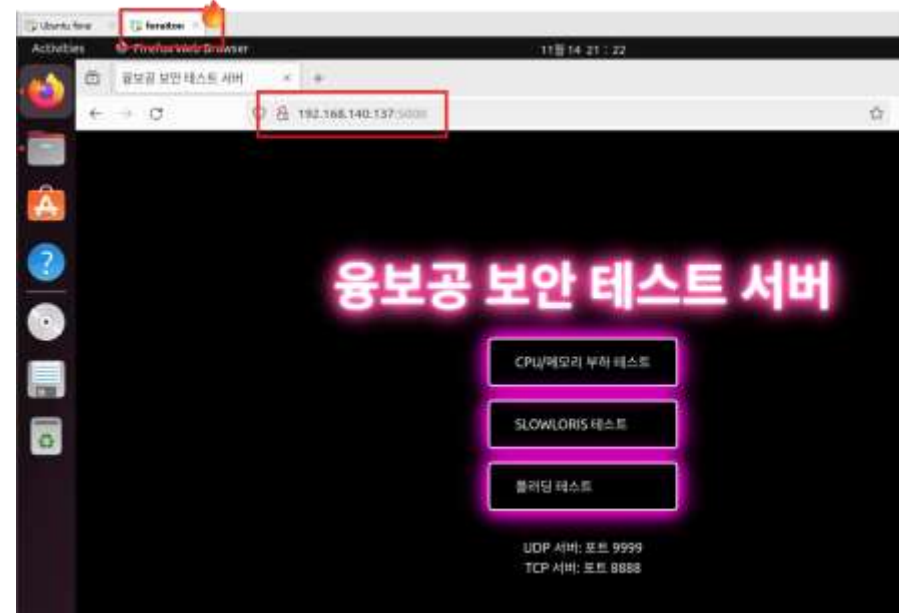 Activities Firefox Web Browser 11월 14 21 : 22
융보공 보안 테스트 서버
192.168.140.137:5000
융보공 보안 테스트 서버
CPU/메모리 부하 테스트
SLOWLORIS 테스트
플러딩 테스트
UDP 서버: 포트 9999
TCP 서버: 포트 8888